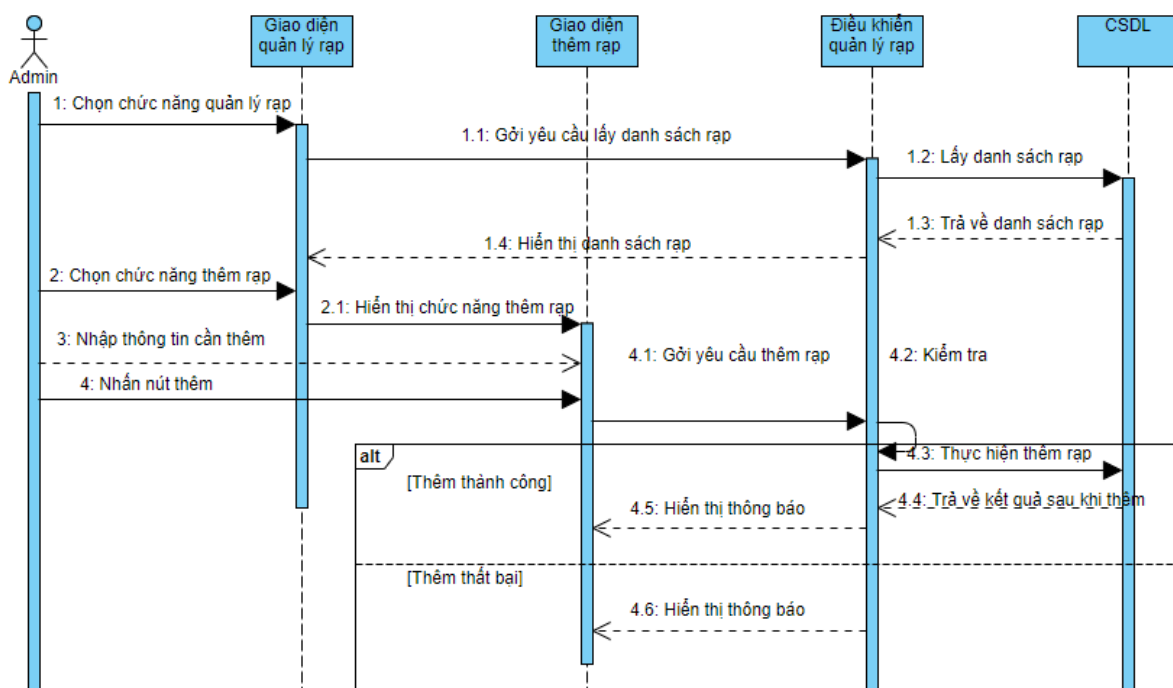 Giao diện
quản lý rạp
Giao diện
thêm rạp
Điều khiển
quản lý rạp
CSDL
Admin
1: Chọn chức năng quản lý rạp
1.1: Gởi yêu cầu lấy danh sách rạp
1.2: Lấy danh sách rạp
1.3: Trả về danh sách rạp
1.4: Hiển thị danh sách rạp
2: Chọn chức năng thêm rạp
2.1: Hiển thị chức năng thêm rạp
3: Nhập thông tin cần thêm
4.1: Gởi yêu cầu thêm rạp
4.2: Kiểm tra
4: Nhấn nút thêm
alt
4.3: Thực hiện thêm rạp
[Thêm thành công]
4.4: Trả về kết quả sau khi thêm
4.5: Hiển thị thông báo
[Thêm thất bại]
4.6: Hiển thị thông báo